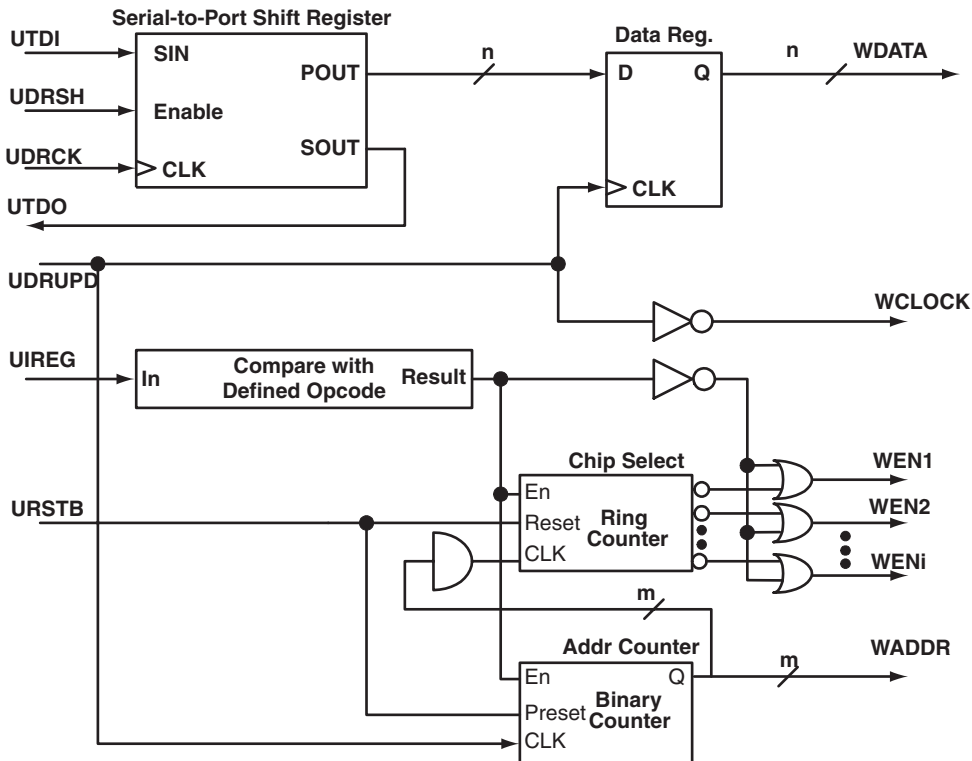 Serial-to-Port Shift Register
UTDI
SIN
Data Reg.
n
n
WDATA
POUT
D
Q
UDRSH
Enable
SOUT
UDRCK
CLK
CLK
UTDO
UDRUPD
WCLOCK
UIREG
In
Compare with
Defined Opcode
Result
Chip Select
WEN1
En
URSTB
Reset
Ring
Counter
WEN2
CLK
WENi
m
Addr Counter
WADDR
m
En
Q
Binary
Counter
Preset
CLK